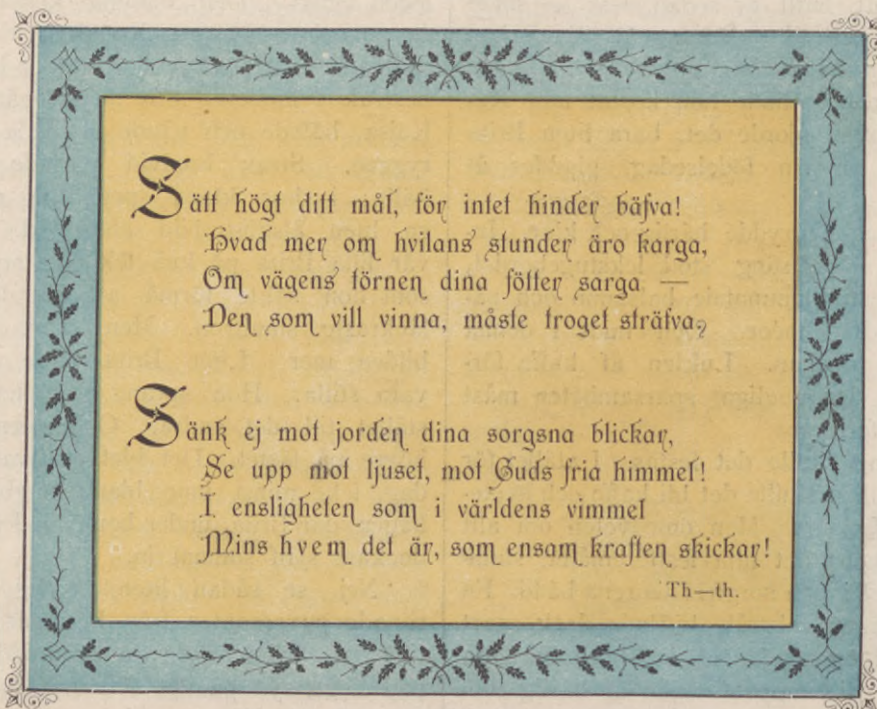 Sätt högt ditt mål, för intet hinder bäfva!
Hvad mer om hvilans stunder äro karga,
Om vägens törnen dina fötter sarga —
Den som vill vinna, måste troget sträfva.
Sänk ej mot jorden dina sorgsna blickar,
Se upp mot ljuset, mot Guds fria himmel!
I ensligheten som i världens vimmel
Mins hvem det är, som ensam kraften skickar!
Th—th.